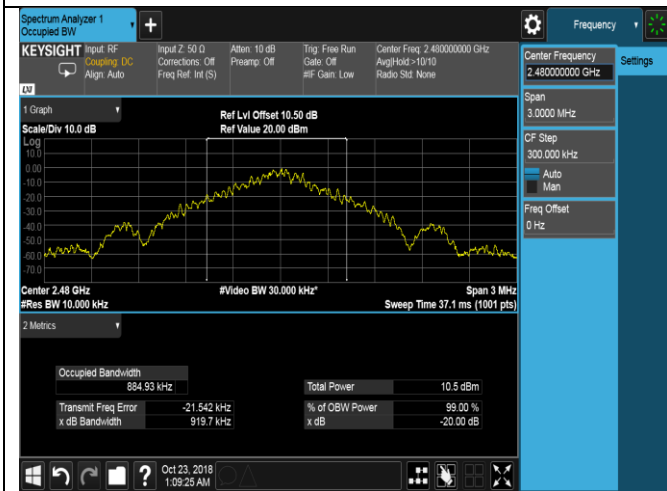 Spectrum Analyzer 1
Occupied BW
Frequency
KEYSIGHT
Input: RF
Coupling: DC
Align: Auto
Input Z: 50 Ω
Corrections: Off
Freq Ref: Int (S)
Atten: 10 dB
Preamp: Off
Trig: Free Run
Gate: Off
#IF Gain: Low
Center Freq: 2.480000000 GHz
Avg|Hold:>10/10
Radio Std: None
Center Frequency
2.480000000 GHz
Settings
Span
3.0000 MHz
CF Step
300.000 kHz
Auto
Man
Freq Offset
0 Hz
1 Graph
Scale/Div 10.0 dB
Ref Lvl Offset 10.50 dB
Ref Value 20.00 dBm
Log
10.0
0.00
-10.0
-20.0
-30.0
-40.0
-50.0
-60.0
-70.0
Center 2.48 GHz
#Res BW 10.000 kHz
#Video BW 30.000 kHz*
Span 3 MHz
Sweep Time 37.1 ms (1001 pts)
2 Metrics
Occupied Bandwidth
884.93 kHz
Total Power 10.5 dBm
Transmit Freq Error -21.542 kHz
% of OBW Power 99.00 %
x dB Bandwidth 919.7 kHz
x dB -20.00 dB
?
Oct 23, 2018
1:09:25 AM